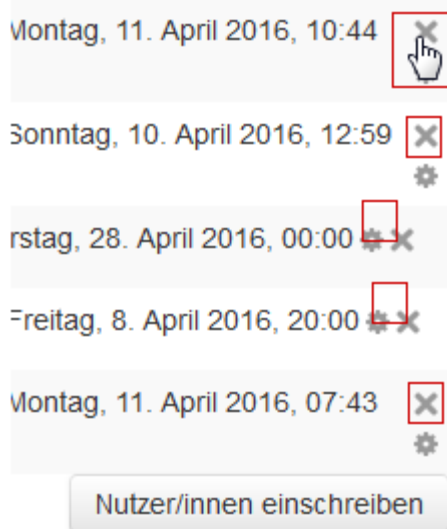 Montag, 11. April 2016, 10:44
Sonntag, 10. April 2016, 12:59
rstag, 28. April 2016, 00:00
Freitag, 8. April 2016, 20:00
Montag, 11. April 2016, 07:43
Nutzer/innen einschreiben